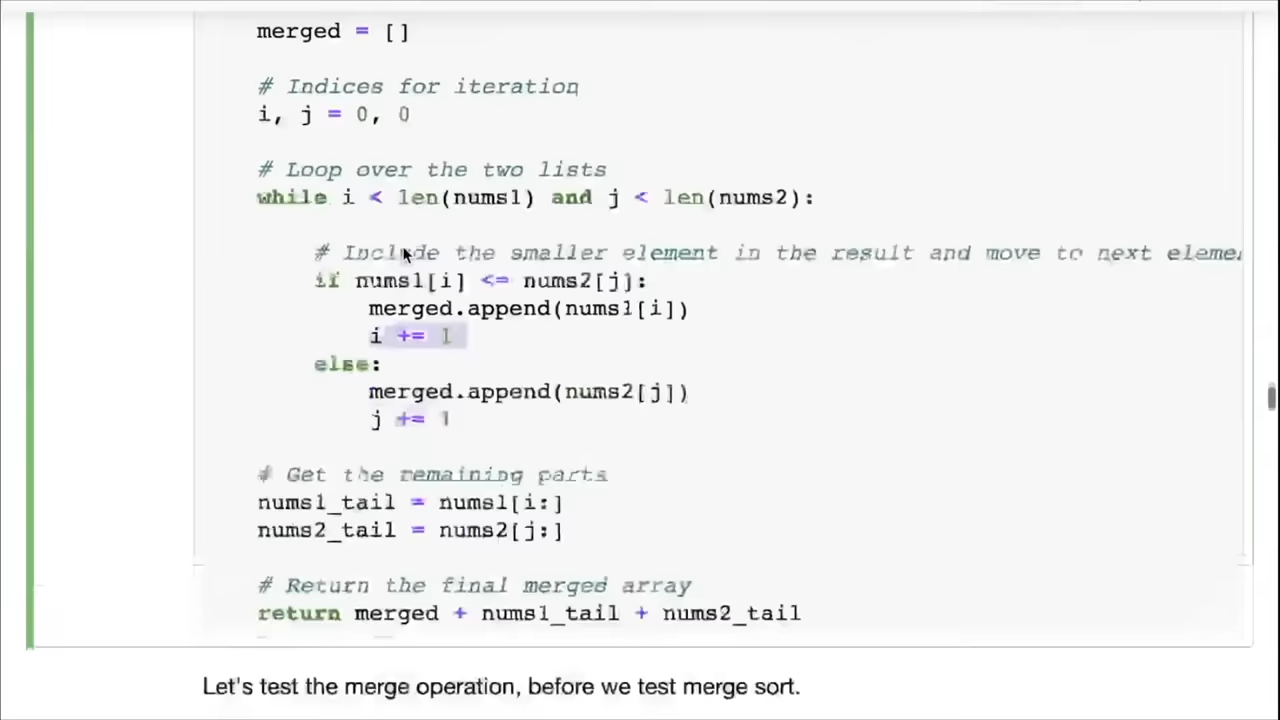 merged = []
# Indices for iteration
i, j = 0, 0
# Loop over the two lists
while i < len(nums1) and j < len(nums2):
# Include the smaller element in the result and move to next
if nums1[i] <= nums2[j]:
merged.append(nums1[i])
i += 1
else:
merged.append(nums2[j])
j += 1
# Get the remaining parts
nums1_tail = nums1[i:]
nums2_tail = nums2[j:]
# Return the final merged array
return merged + nums1_tail + nums2_tail
Let's test the merge operation, before we test merge sort.